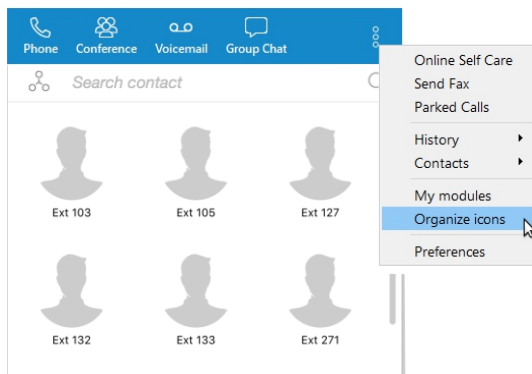 Phone Conference Voicemail Group Chat
Search contact
Ext 103 Ext 105 Ext 127
Ext 132 Ext 133 Ext 271
Online Self Care
Send Fax
Parked Calls
History
Contacts
My modules
Organize icons
Preferences